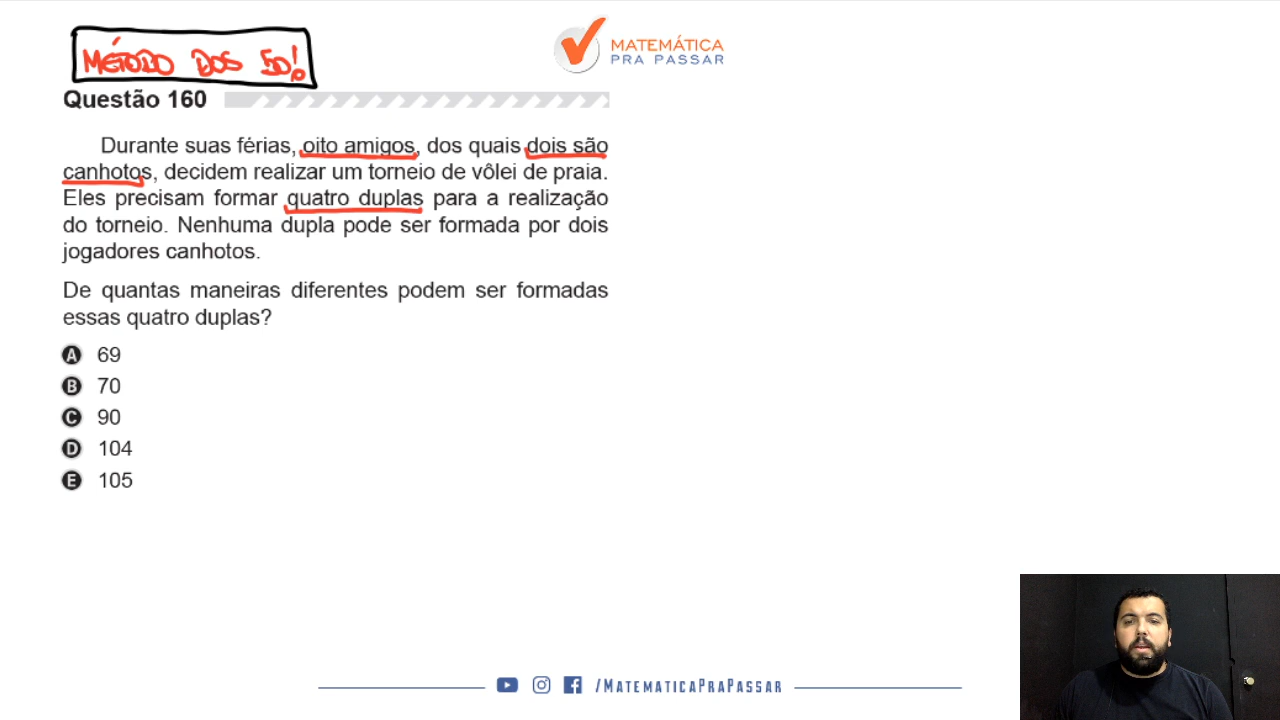 MÉTODO DOS 50!
MATEMÁTICA
PRA PASSAR
Questão 160
Durante suas férias, oito amigos, dos quais dois são
canhotos, decidem realizar um torneio de vôlei de praia.
Eles precisam formar quatro duplas para a realização
do torneio. Nenhuma dupla pode ser formada por dois
jogadores canhotos.
De quantas maneiras diferentes podem ser formadas
essas quatro duplas?
A 69
B 70
C 90
D 104
E 105
/MATEMATICAPRAPASSAR